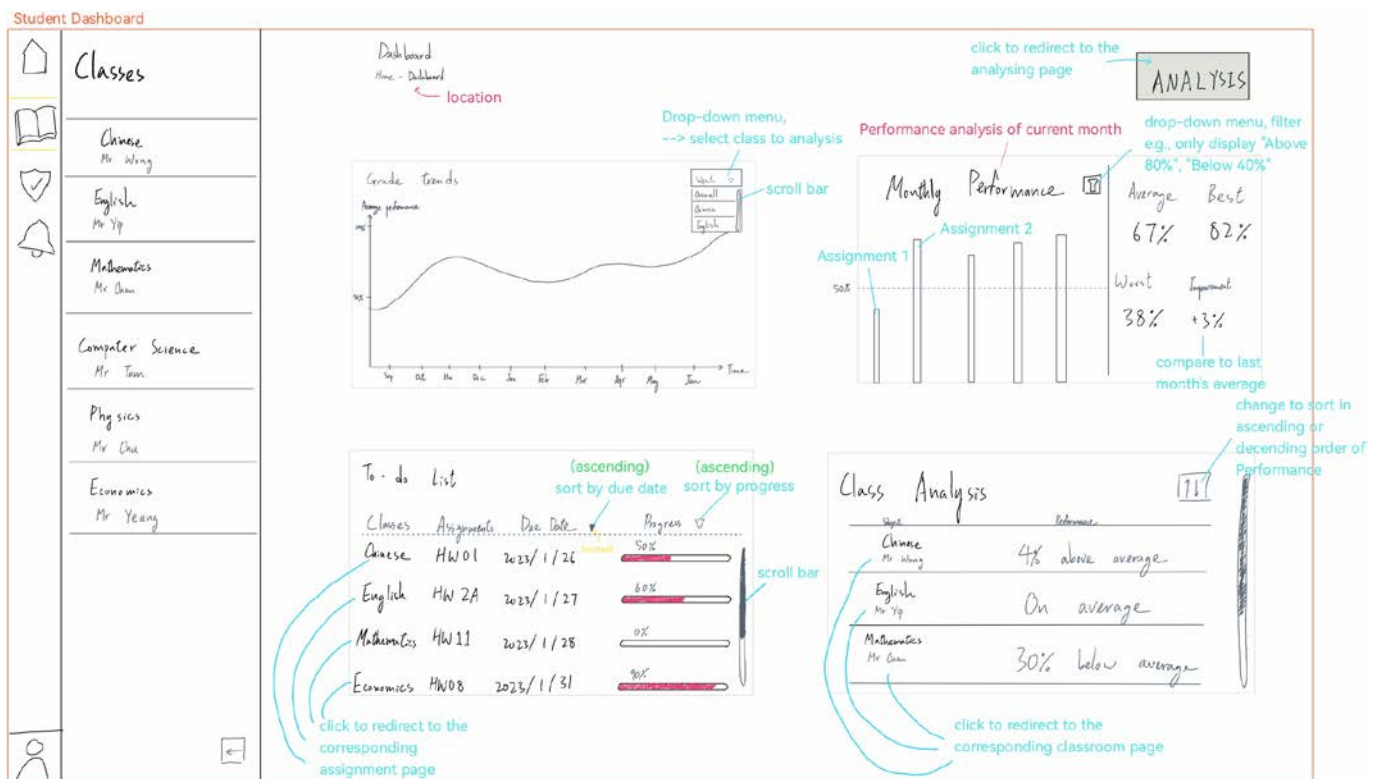 Student Dashboard
Classes
Chinese
Mr Wong
English
Mr Yip
Mathematics
Mr Chan
Computer Science
Mr Tam
Physics
Mr Chu
Economics
Mr Yeung
Dashboard
Home - Dashboard
location
click to redirect to the
analysing page
ANALYSIS
Drop-down menu,
--> select class to analysis
Grade trends
Average performance
100%
50%
Overall
Chinese
English
scroll bar
Sep Oct Nov Dec Jan Feb Mar Apr May Jun
Time
Performance analysis of current month
drop-down menu, filter
e.g., only display "Above
80%", "Below 40%"
Monthly Performance
Assignment 1
Assignment 2
50%
Average Best
67% 82%
Worst Improvement
38% +3%
compare to last
month's average
To-do List
(ascending)
sort by due date
(ascending)
sort by progress
Classes Assignments Due Date Progress
Chinese HW01 2023/1/26 50%
English HW 2A 2023/1/27 60%
Mathematics HW11 2023/1/28 0%
Economics HW08 2023/1/31 90%
scroll bar
click to redirect to the
corresponding
assignment page
change to sort in
ascending or
decending order of
Performance
Class Analysis
Performance
Chinese
Mr Wong
4% above average
English
Mr Yip
On average
Mathematics
Mr Chan
30% below average
click to redirect to the
corresponding classroom page